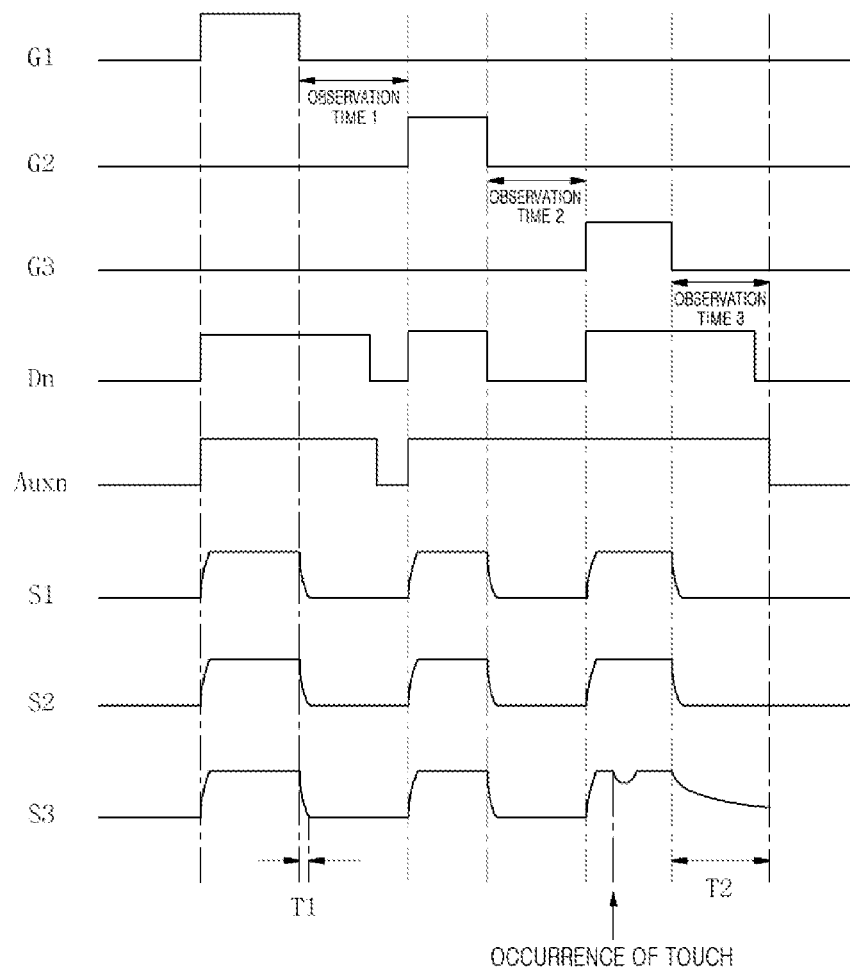 G1
OBSERVATION
TIME 1
G2
OBSERVATION
TIME 2
G3
OBSERVATION
TIME 3
Dn
Auxn
S1
S2
S3
T1
T2
OCCURRENCE OF TOUCH